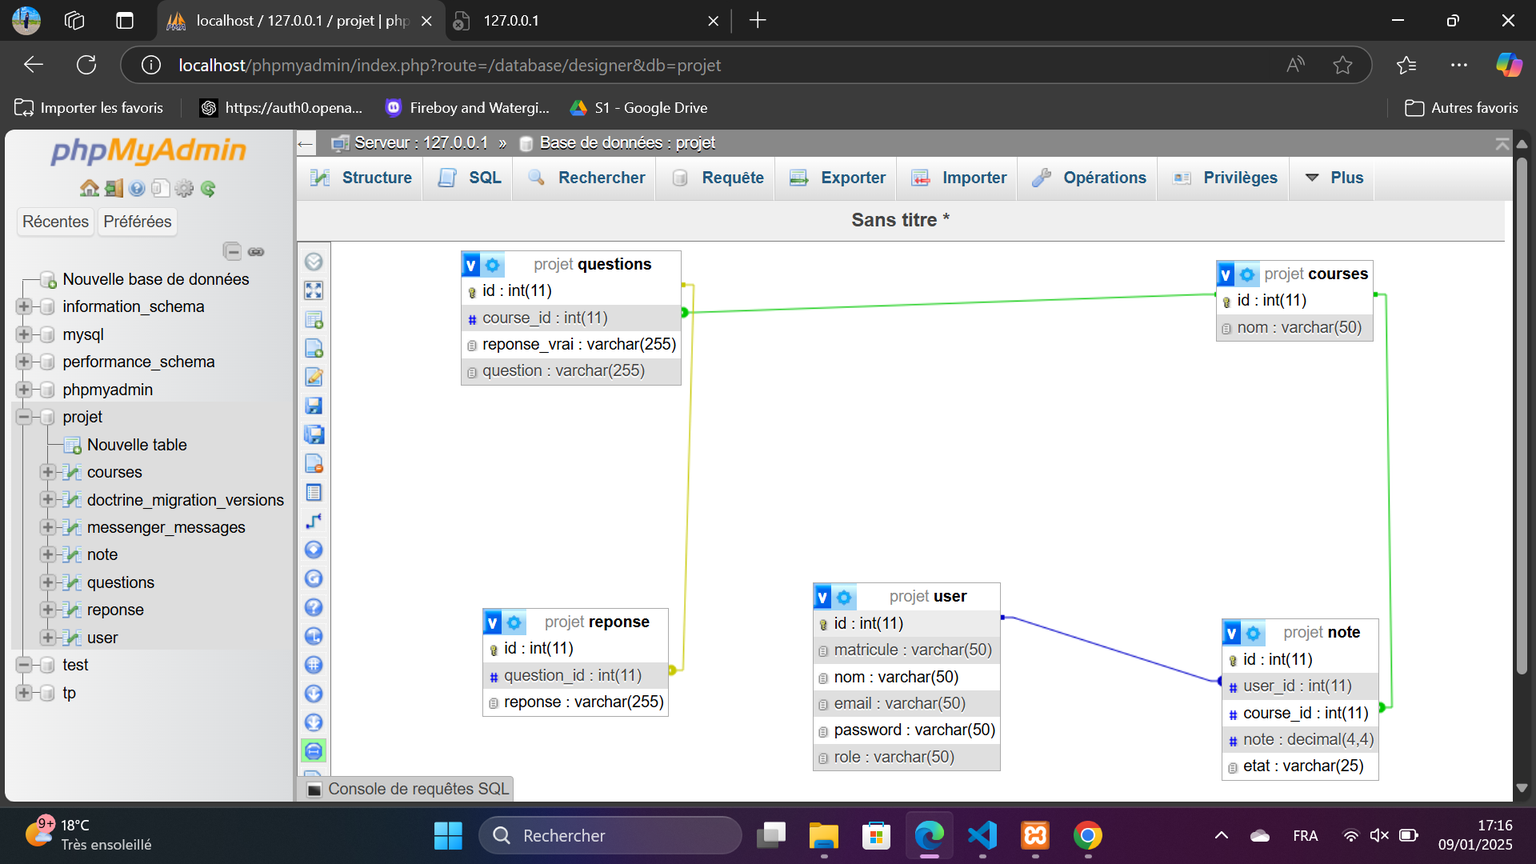 localhost / 127.0.0.1 / projet | php
127.0.0.1
localhost/phpmyadmin/index.php?route=/database/designer&db=projet
Importer les favoris
https://auth0.opena...
Fireboy and Watergi...
S1 - Google Drive
Autres favoris
phpMyAdmin
Récentes
Préférées
Nouvelle base de données
information_schema
mysql
performance_schema
phpmyadmin
projet
Nouvelle table
courses
doctrine_migration_versions
messenger_messages
note
questions
reponse
user
test
tp
Serveur : 127.0.0.1 » Base de données : projet
Structure
SQL
Rechercher
Requête
Exporter
Importer
Opérations
Privilèges
Plus
Sans titre *
v projet questions
id : int(11)
# course_id : int(11)
reponse_vrai : varchar(255)
question : varchar(255)
v projet courses
id : int(11)
nom : varchar(50)
v projet reponse
id : int(11)
# question_id : int(11)
reponse : varchar(255)
v projet user
id : int(11)
matricule : varchar(50)
nom : varchar(50)
email : varchar(50)
password : varchar(50)
role : varchar(50)
v projet note
id : int(11)
# user_id : int(11)
# course_id : int(11)
# note : decimal(4,4)
etat : varchar(25)
Console de requêtes SQL
9+
18°C
Très ensoleillé
Rechercher
FRA
17:16
09/01/2025